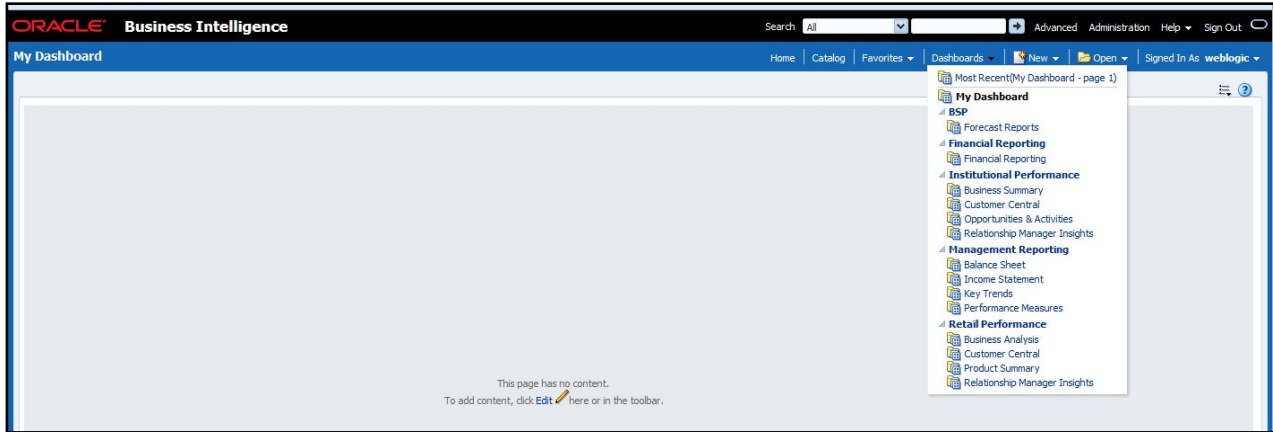 ORACLE Business Intelligence
Search All Advanced Administration Help Sign Out
My Dashboard
Home Catalog Favorites Dashboards New Open Signed In As weblogic
Most Recent(My Dashboard - page 1)
My Dashboard
BSP
Forecast Reports
Financial Reporting
Financial Reporting
Institutional Performance
Business Summary
Customer Central
Opportunities & Activities
Relationship Manager Insights
Management Reporting
Balance Sheet
Income Statement
Key Trends
Performance Measures
Retail Performance
Business Analysis
Customer Central
Product Summary
Relationship Manager Insights
This page has no content.
To add content, click Edit here or in the toolbar.